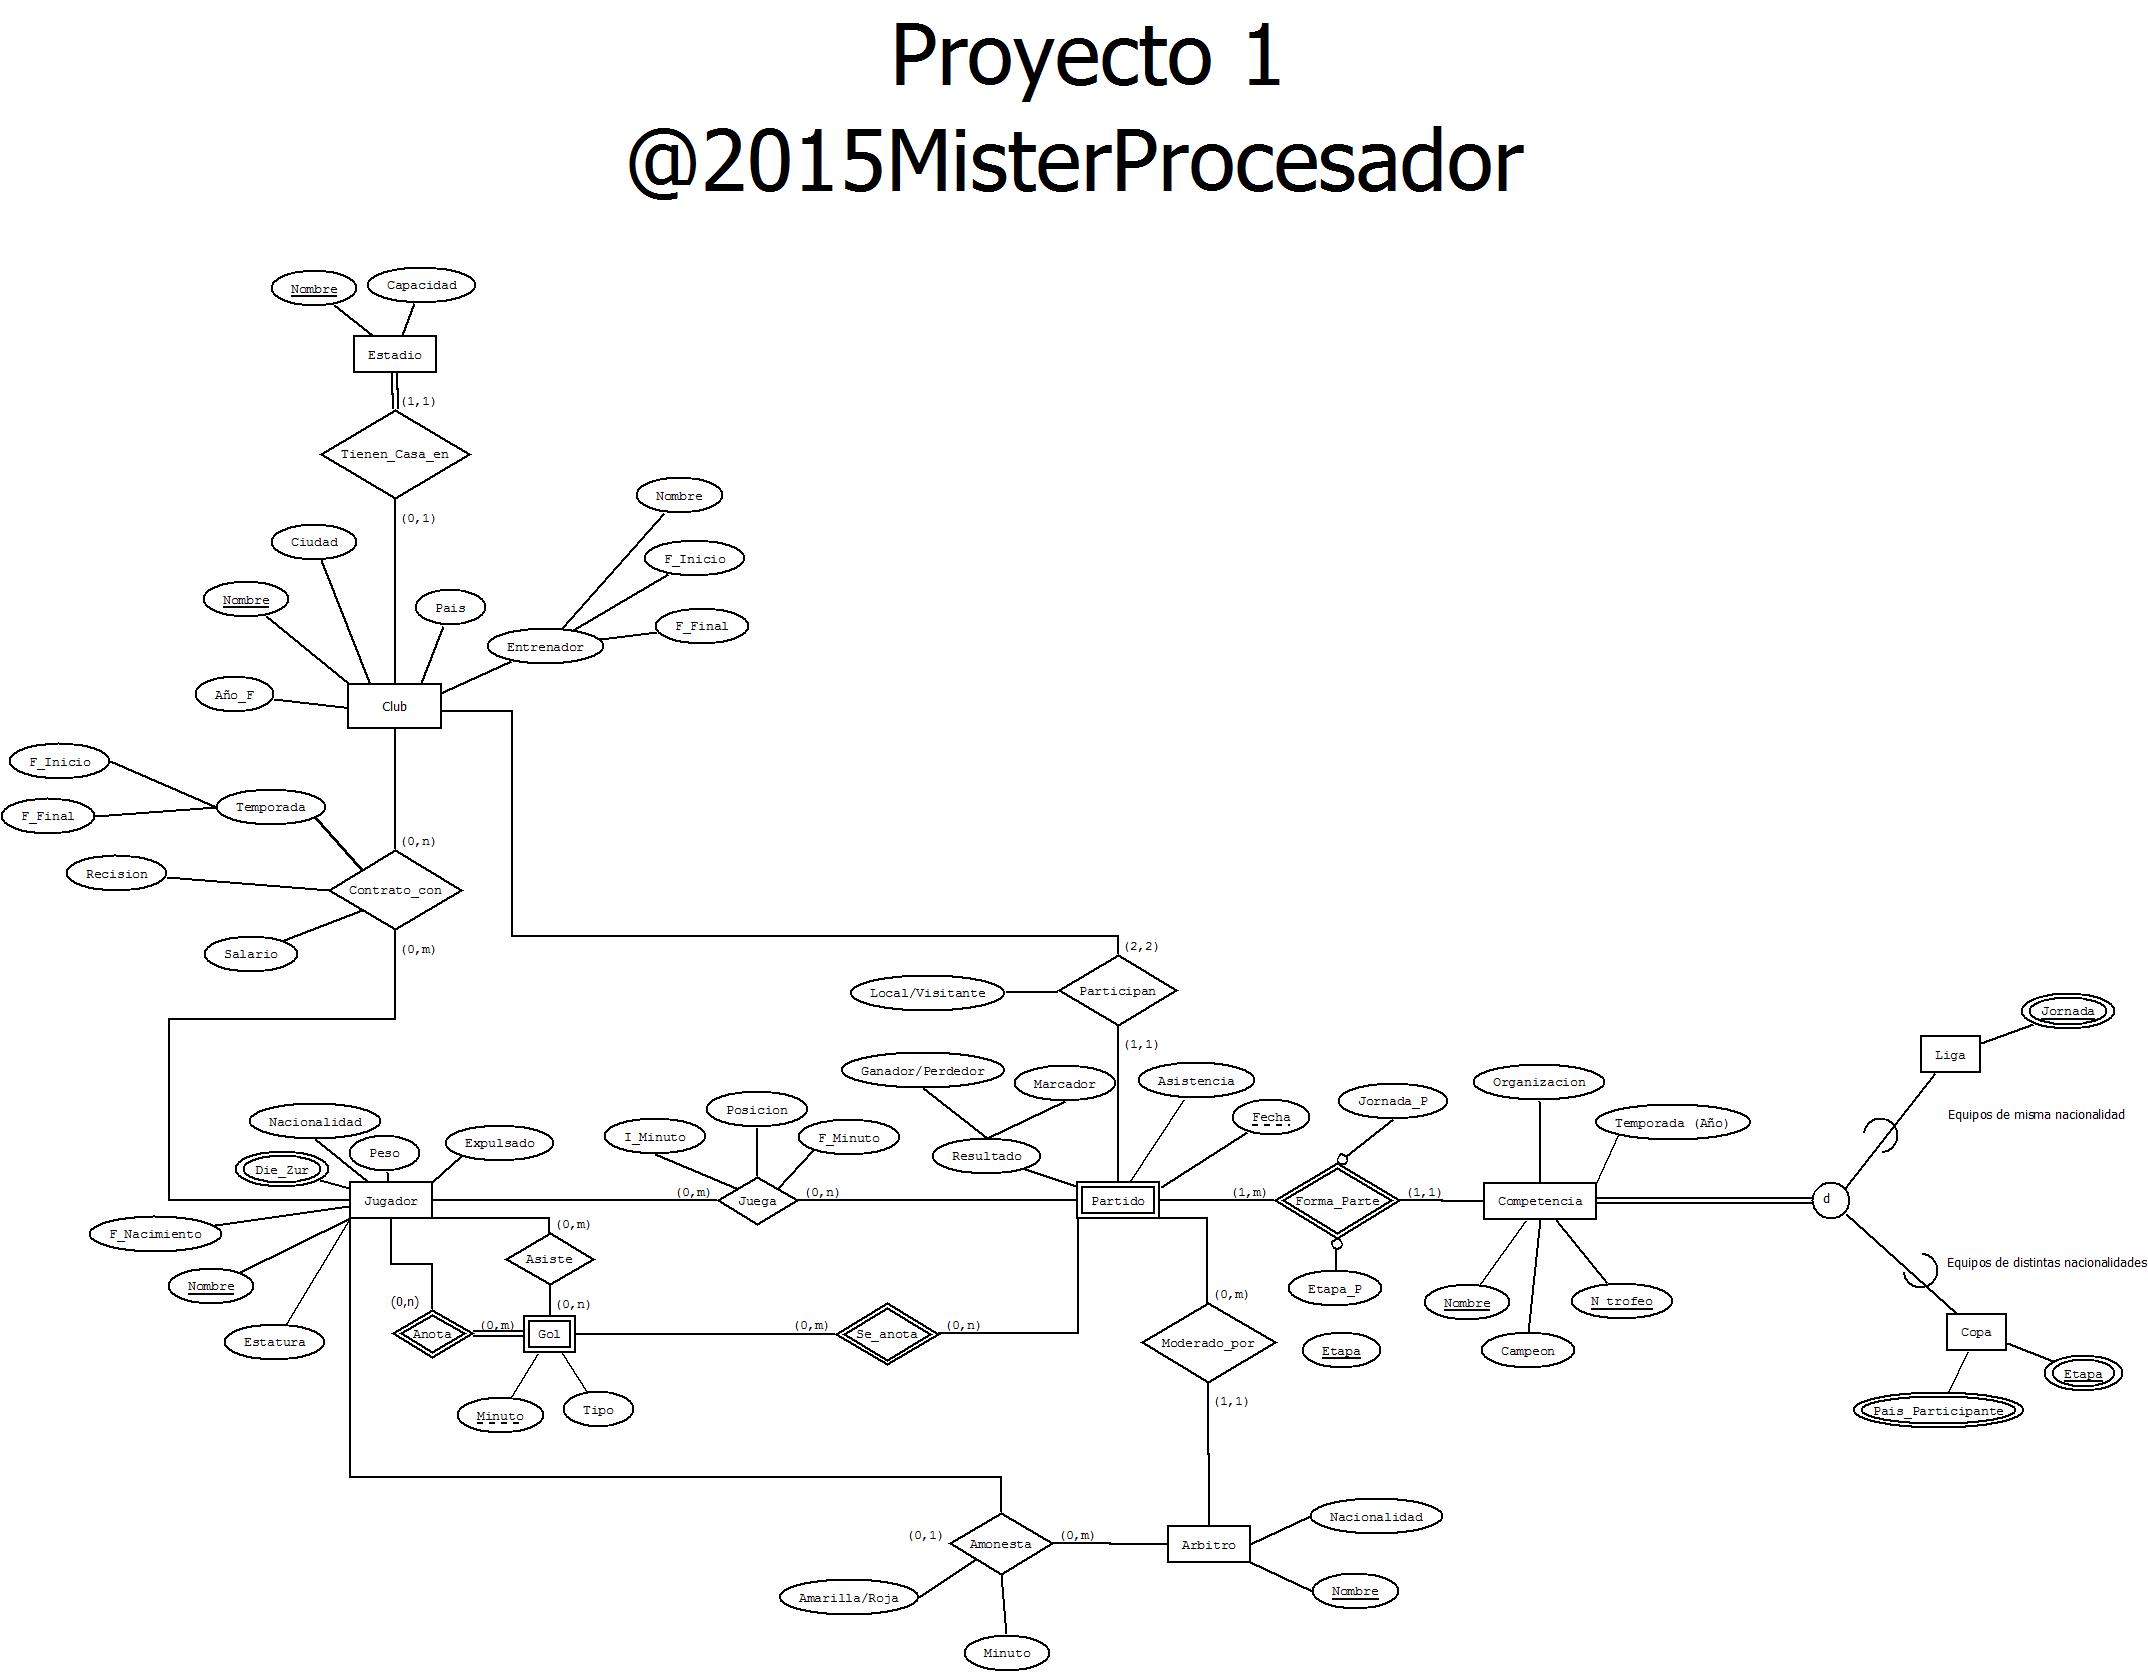 Proyecto 1
@2015MisterProcesador
Nombre
Capacidad
Estadio
(1,1)
Tienen_Casa_en
(0,1)
Nombre
Ciudad
F_Inicio
Nombre
Pais
F_Final
Entrenador
Año_F
Club
F_Inicio
Temporada
F_Final
(0,n)
Recision
Contrato_con
Salario
(0,m)
(2,2)
Local/Visitante
Participan
(1,1)
Jornada
Liga
Equipos de misma nacionalidad
Ganador/Perdedor
Marcador
Asistencia
Fecha
Resultado
Jornada_P
Organizacion
Temporada (Año)
Nacionalidad
Peso
Expulsado
Die_Zur
I_Minuto
Posicion
F_Minuto
Jugador
(0,m)
Juega
(0,n)
Partido
(1,m)
Forma_Parte
(1,1)
Competencia
d
F_Nacimiento
(0,m)
Asiste
(0,n)
Nombre
Estatura
(0,n)
Anota
(0,m)
Gol
(0,m)
Se_anota
(0,n)
(0,m)
Moderado_por
(1,1)
Etapa_P
Etapa
Nombre
N trofeo
Campeon
Equipos de distintas nacionalidades
Copa
Etapa
Pais_Participante
Minuto
Tipo
(0,1)
Amonesta
(0,m)
Arbitro
Nacionalidad
Nombre
Amarilla/Roja
Minuto